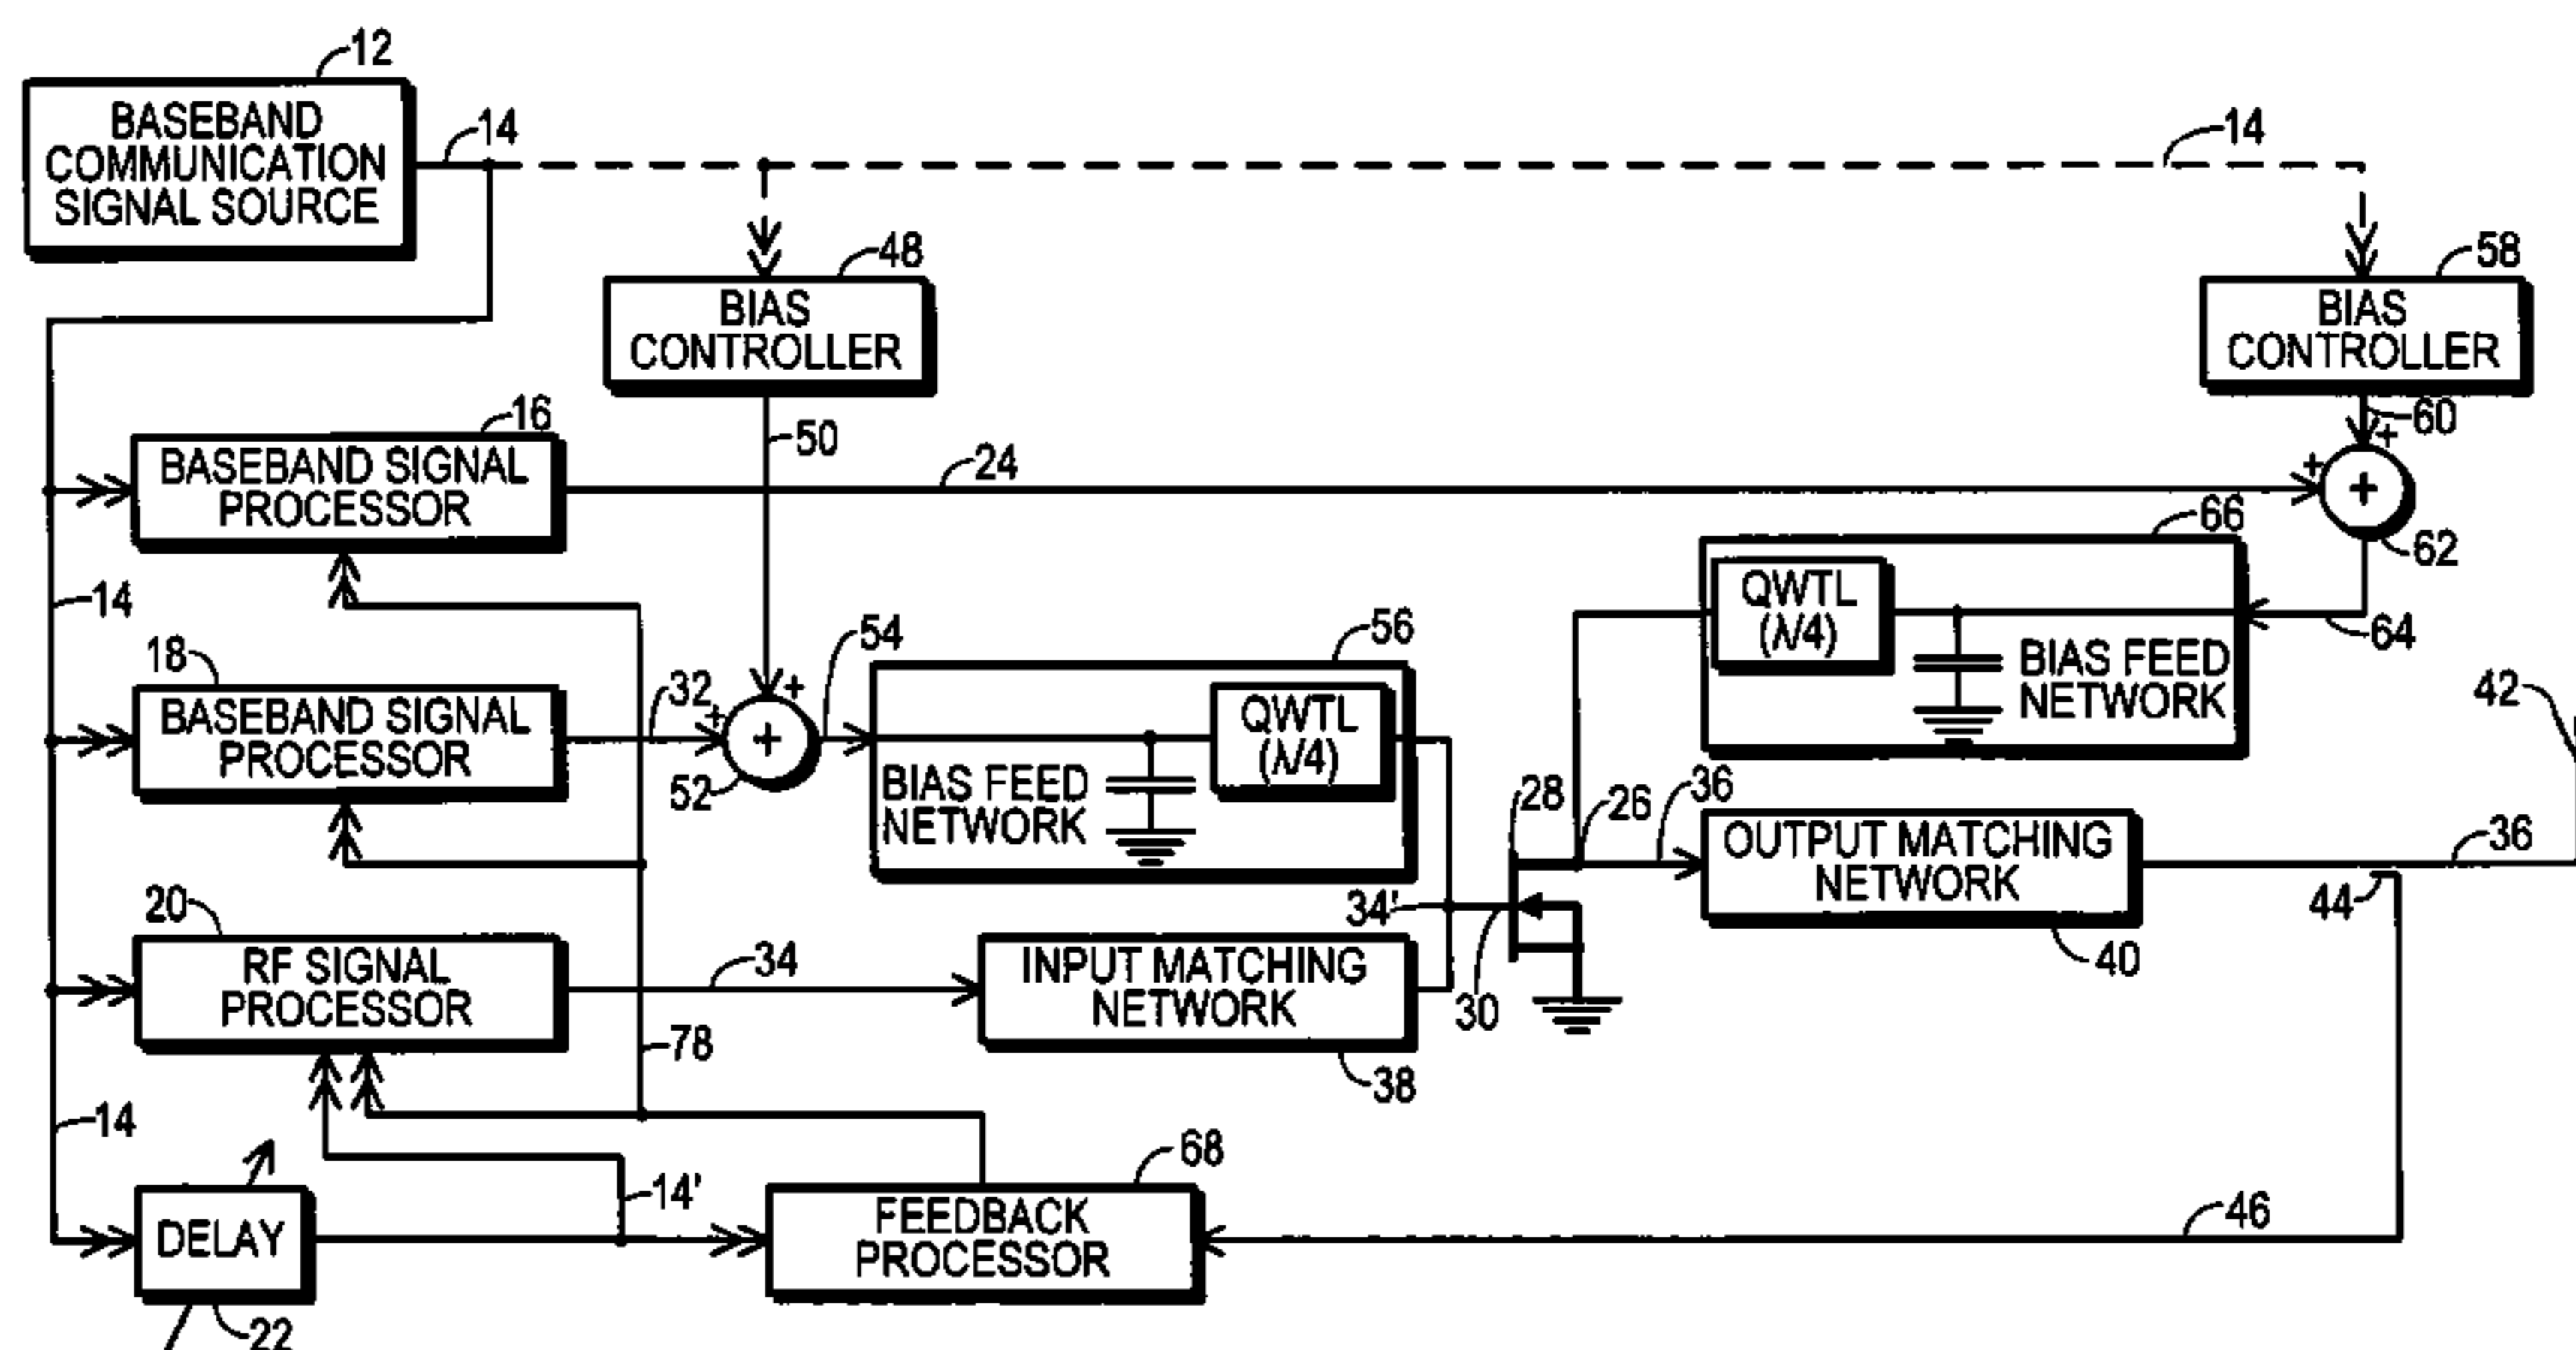 12
BASEBAND
COMMUNICATION
SIGNAL SOURCE
14
14
48
BIAS
CONTROLLER
58
BIAS
CONTROLLER
50
60
+
16
BASEBAND SIGNAL
PROCESSOR
24
+
+
62
66
QWTL
(λ/4)
BIAS FEED
NETWORK
64
14
18
BASEBAND SIGNAL
PROCESSOR
32
+
+
+
52
54
56
QWTL
(λ/4)
BIAS FEED
NETWORK
28
26
36
OUTPUT MATCHING
NETWORK
40
36
42
44
20
RF SIGNAL
PROCESSOR
34
INPUT MATCHING
NETWORK
38
34'
30
78
14
DELAY
22
14'
68
FEEDBACK
PROCESSOR
46